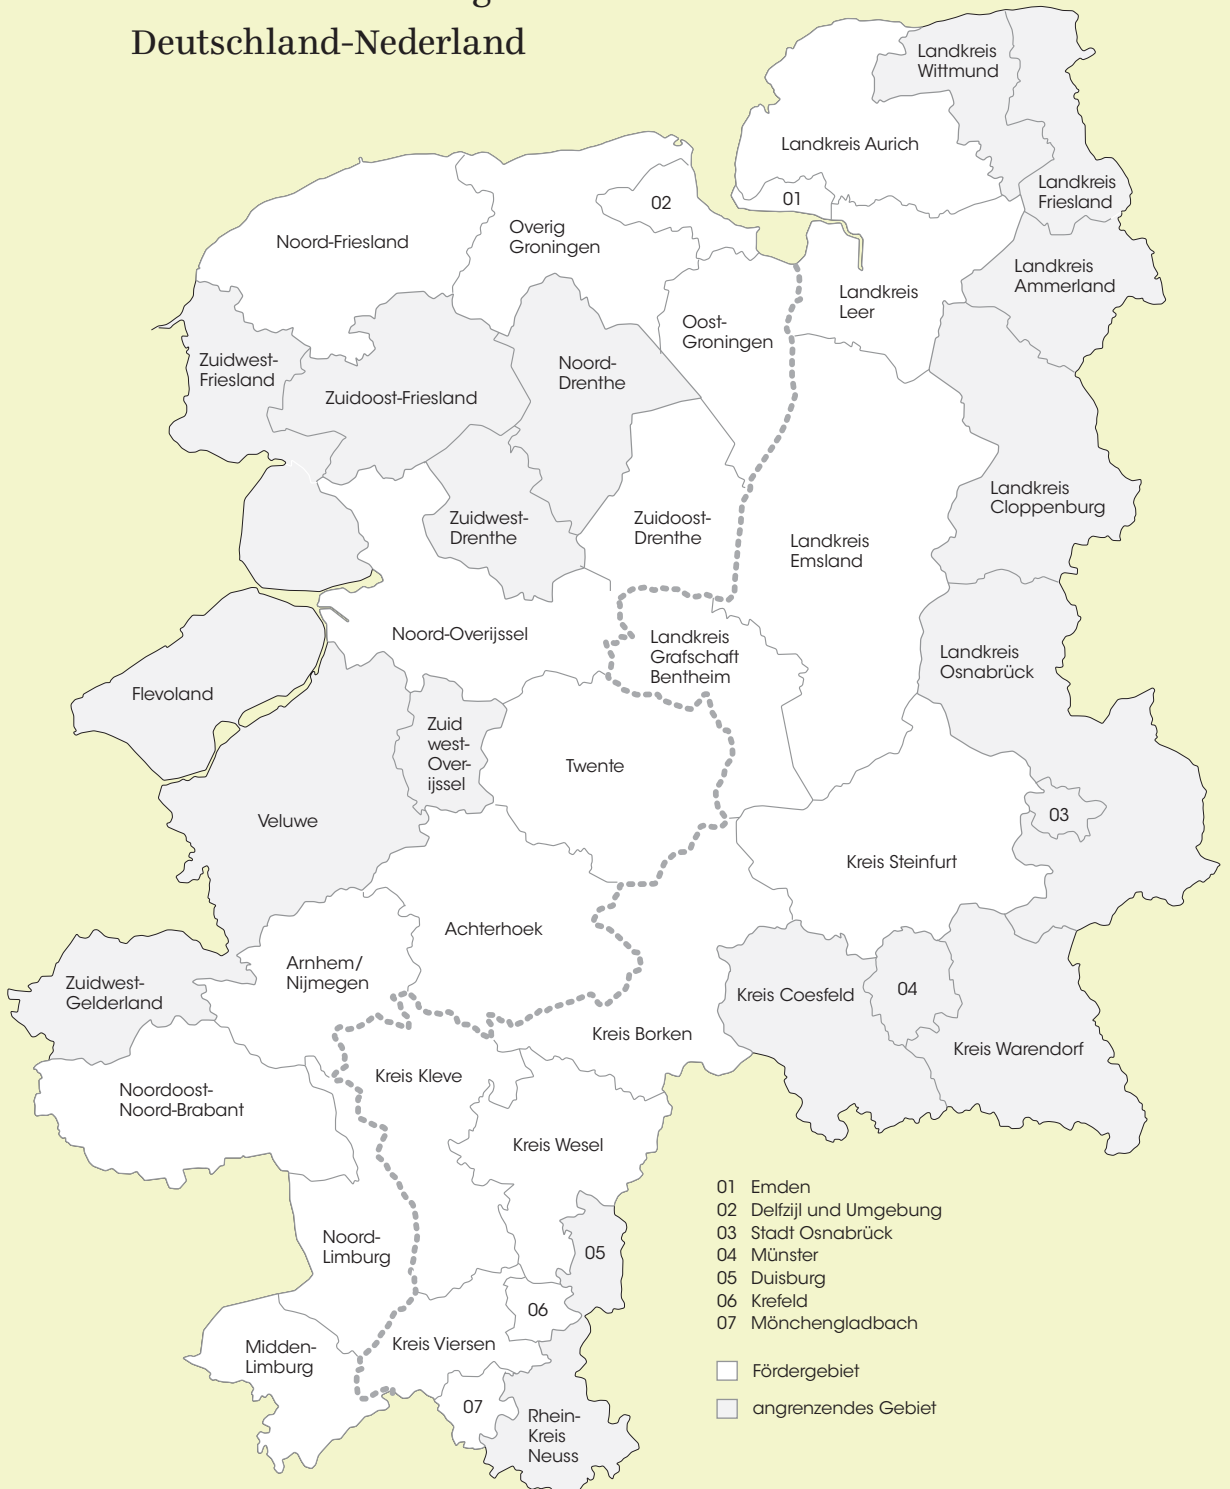 Deutschland-Nederland
Landkreis
Wittmund
Landkreis Aurich
Landkreis
Friesland
01
02
Overig
Groningen
Noord-Friesland
Landkreis
Ammerland
Landkreis
Leer
Oost-
Groningen
Zuidwest-
Friesland
Noord-
Drenthe
Zuidoost-Friesland
Landkreis
Cloppenburg
Zuidwest-
Drenthe
Zuidoost-
Drenthe
Landkreis
Emsland
Noord-Overijssel
Landkreis
Grafschaft
Bentheim
Landkreis
Osnabrück
Flevoland
Zuid
west-
Over-
ijssel
Twente
Veluwe
03
Kreis Steinfurt
Achterhoek
Arnhem/
Nijmegen
Zuidwest-
Gelderland
Kreis Coesfeld
04
Kreis Borken
Kreis Warendorf
Kreis Kleve
Noordoost-
Noord-Brabant
Kreis Wesel
Noord-
Limburg
05
06
Kreis Viersen
Midden-
Limburg
07
Rhein-
Kreis
Neuss
01 Emden
02 Delfzijl und Umgebung
03 Stadt Osnabrück
04 Münster
05 Duisburg
06 Krefeld
07 Mönchengladbach
Fördergebiet
angrenzendes Gebiet